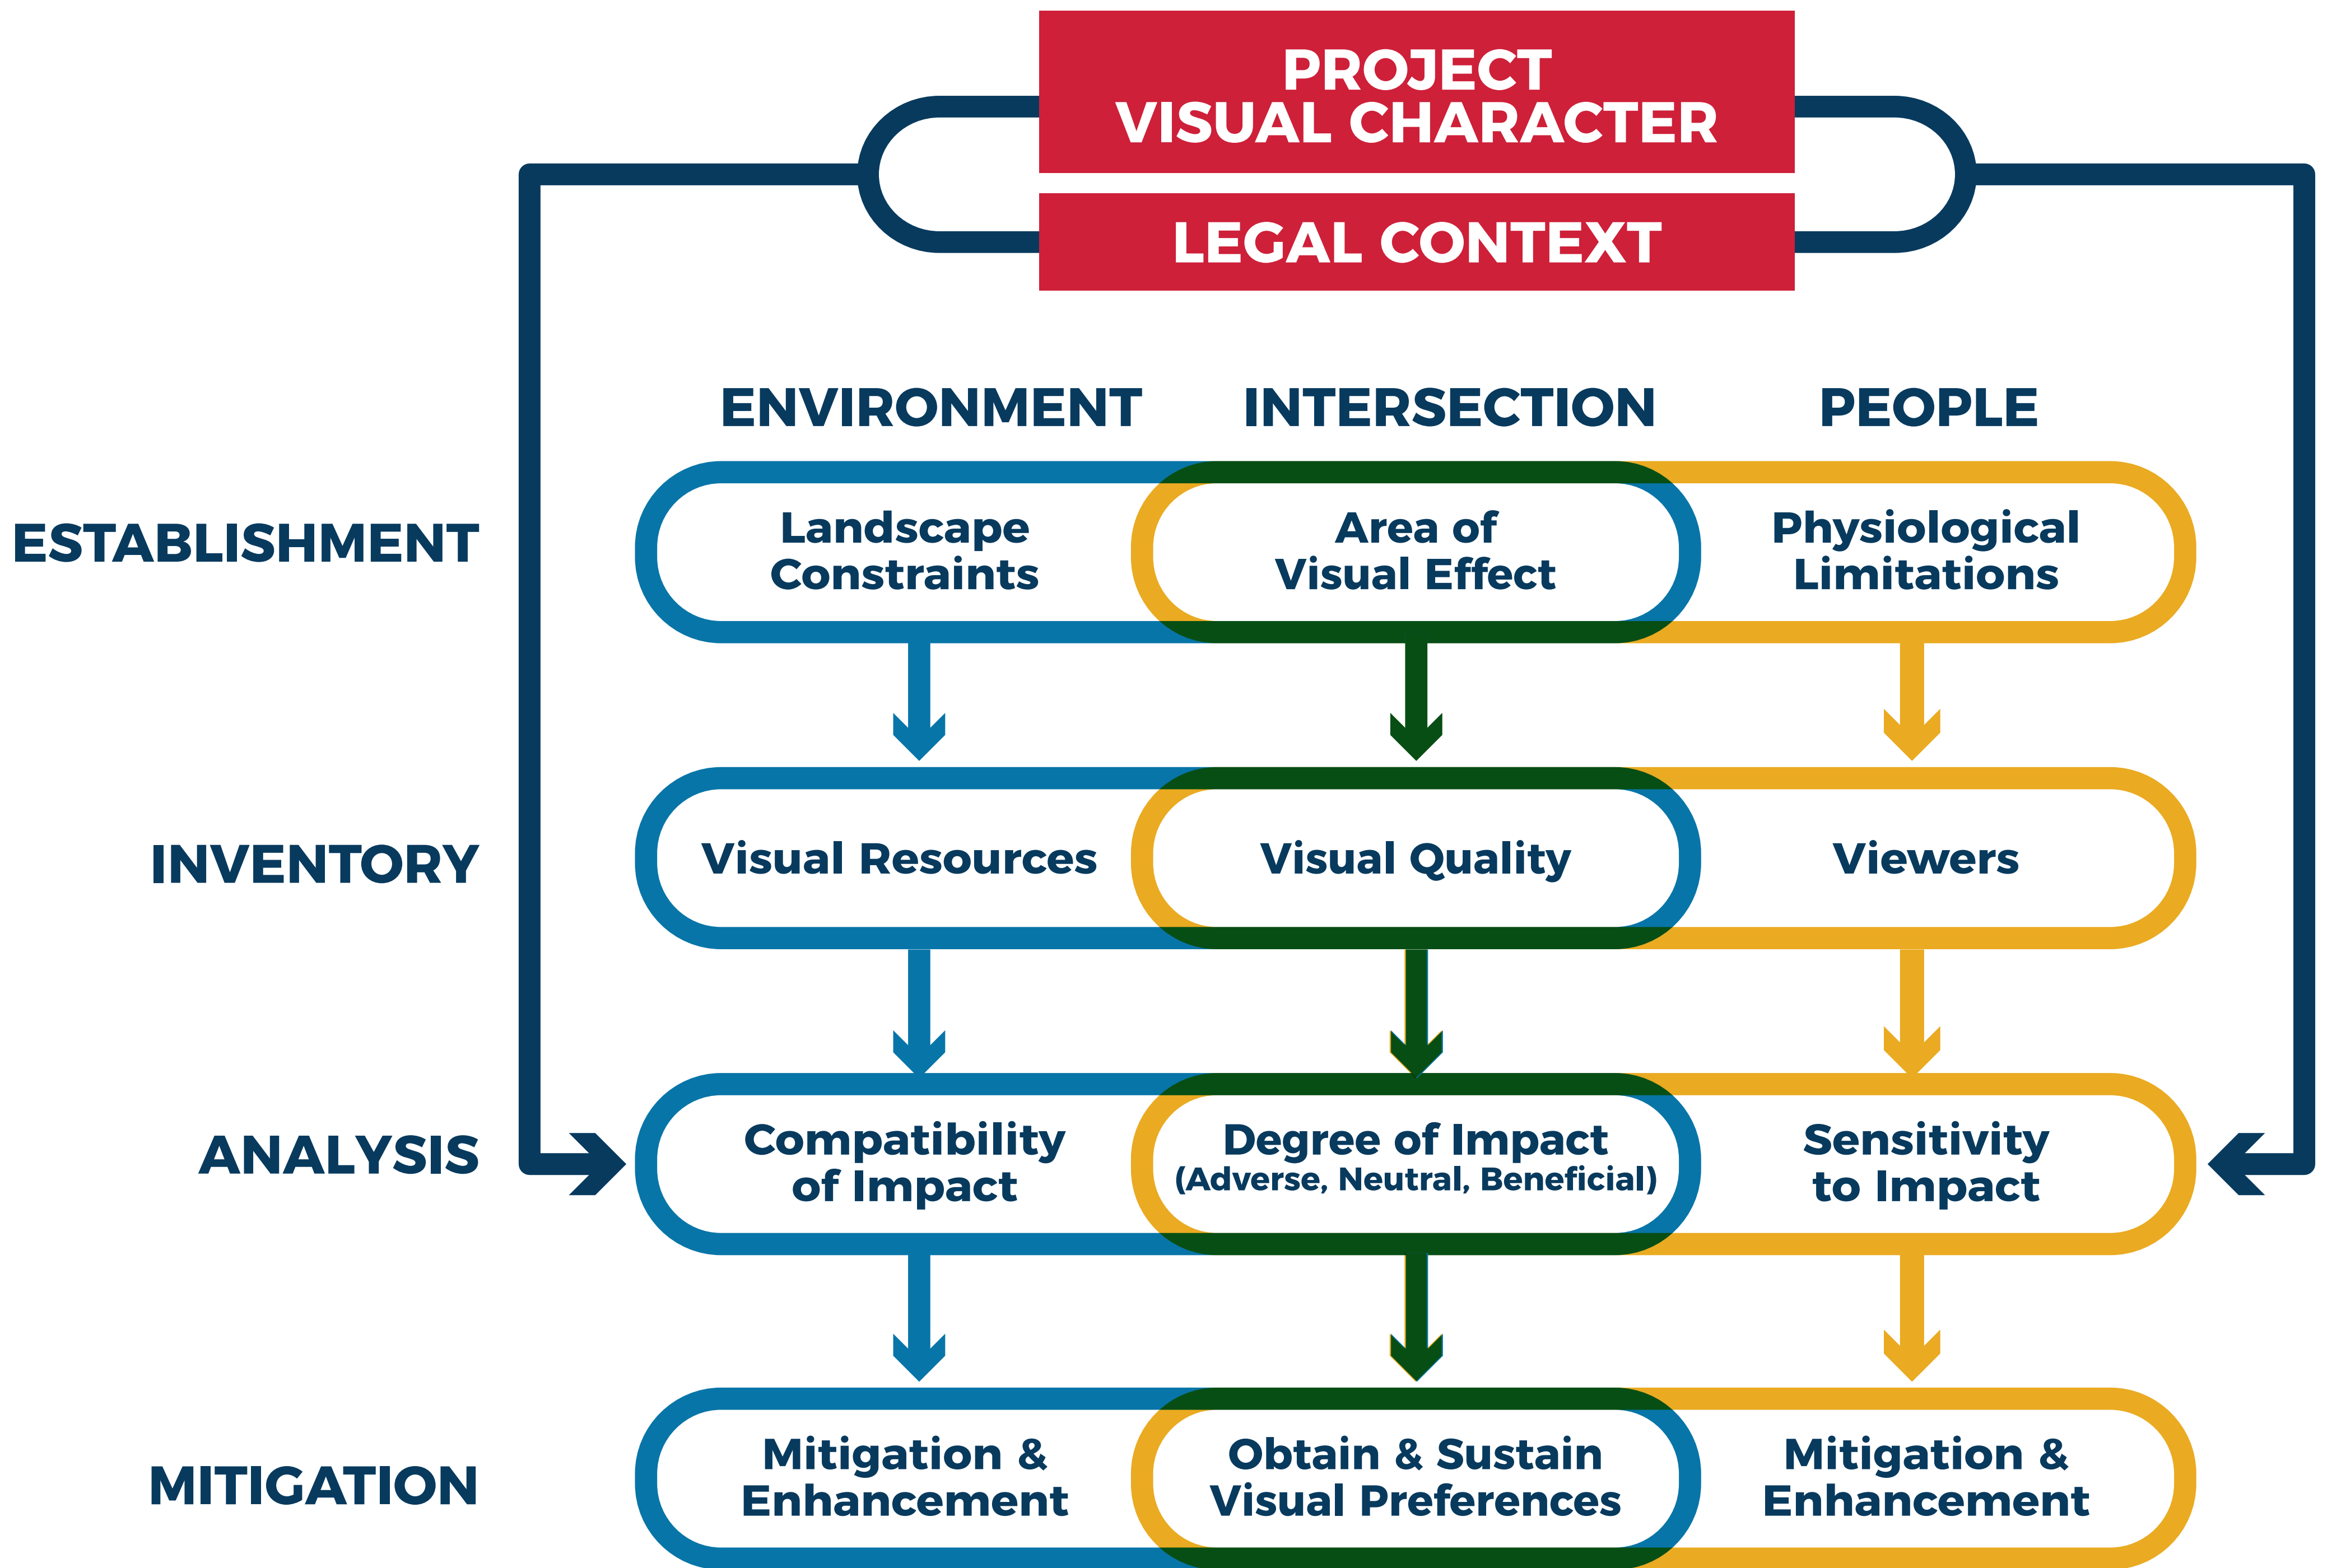 PROJECT
VISUAL CHARACTER
LEGAL CONTEXT
ENVIRONMENT
INTERSECTION
PEOPLE
ESTABLISHMENT
Landscape
Constraints
Area of
Visual Effect
Physiological
Limitations
INVENTORY
Visual Resources
Visual Quality
Viewers
ANALYSIS
Compatibility
of Impact
Degree of Impact
(Adverse, Neutral, Beneficial)
Sensitivity
to Impact
MITIGATION
Mitigation &
Enhancement
Obtain & Sustain
Visual Preferences
Mitigation &
Enhancement